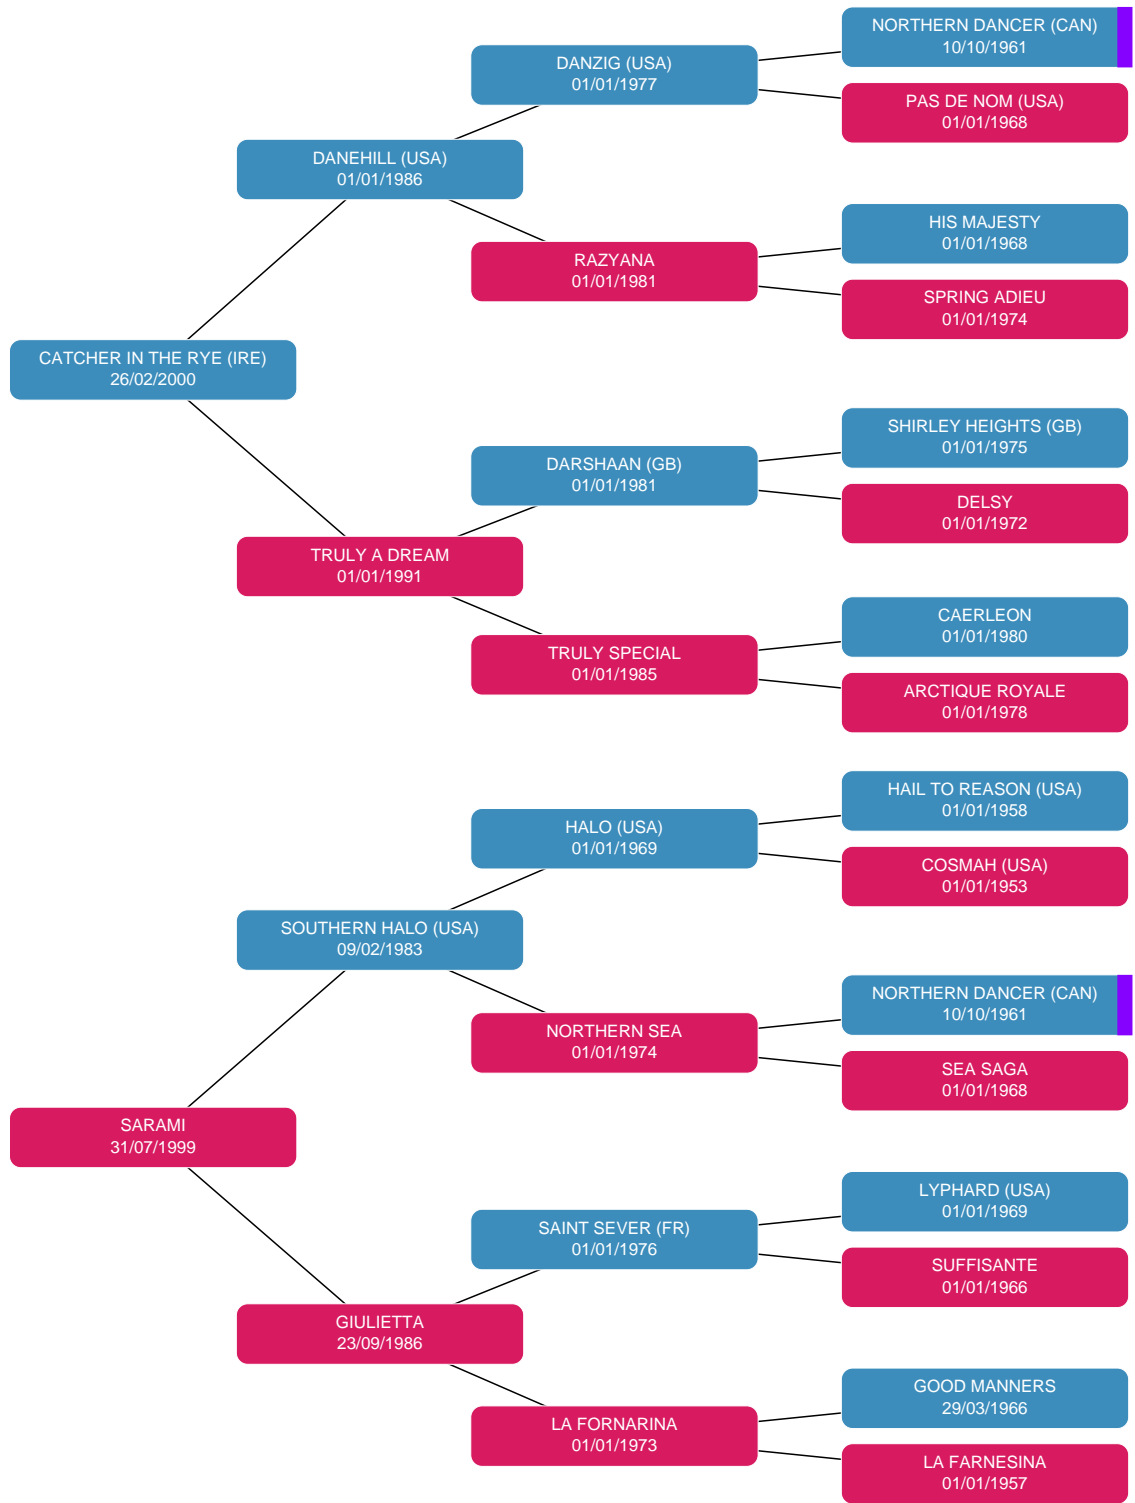 NORTHERN DANCER (CAN)
10/10/1961
DANZIG (USA)
01/01/1977
PAS DE NOM (USA)
01/01/1968
DANEHILL (USA)
01/01/1986
HIS MAJESTY
01/01/1968
RAZYANA
01/01/1981
SPRING ADIEU
01/01/1974
CATCHER IN THE RYE (IRE)
26/02/2000
SHIRLEY HEIGHTS (GB)
01/01/1975
DARSHAAN (GB)
01/01/1981
DELSY
01/01/1972
TRULY A DREAM
01/01/1991
CAERLEON
01/01/1980
TRULY SPECIAL
01/01/1985
ARCTIQUE ROYALE
01/01/1978
HAIL TO REASON (USA)
01/01/1958
HALO (USA)
01/01/1969
COSMAH (USA)
01/01/1953
SOUTHERN HALO (USA)
09/02/1983
NORTHERN DANCER (CAN)
10/10/1961
NORTHERN SEA
01/01/1974
SEA SAGA
01/01/1968
SARAMI
31/07/1999
LYPHARD (USA)
01/01/1969
SAINT SEVER (FR)
01/01/1976
SUFFISANTE
01/01/1966
GIULIETTA
23/09/1986
GOOD MANNERS
29/03/1966
LA FORNARINA
01/01/1973
LA FARNESINA
01/01/1957